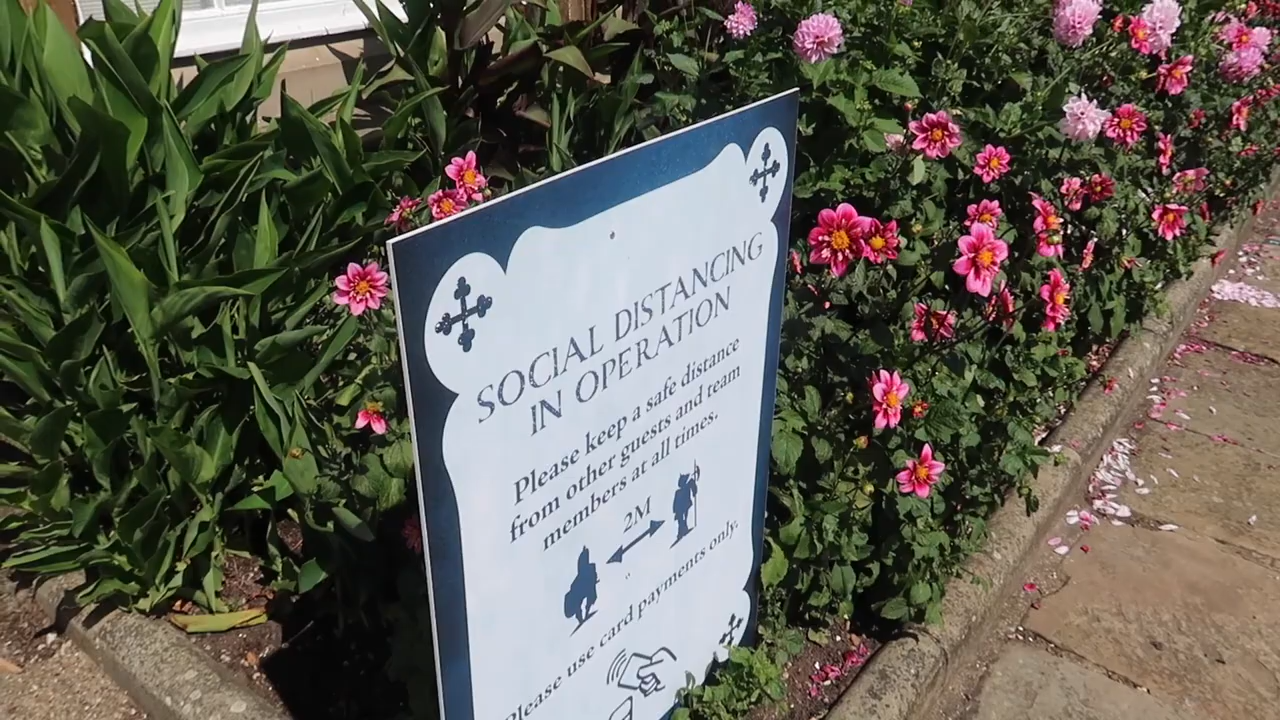 SOCIAL DISTANCING
IN OPERATION
Please keep a safe distance
from other guests and team
members at all times.
2M
Please use card payments only.